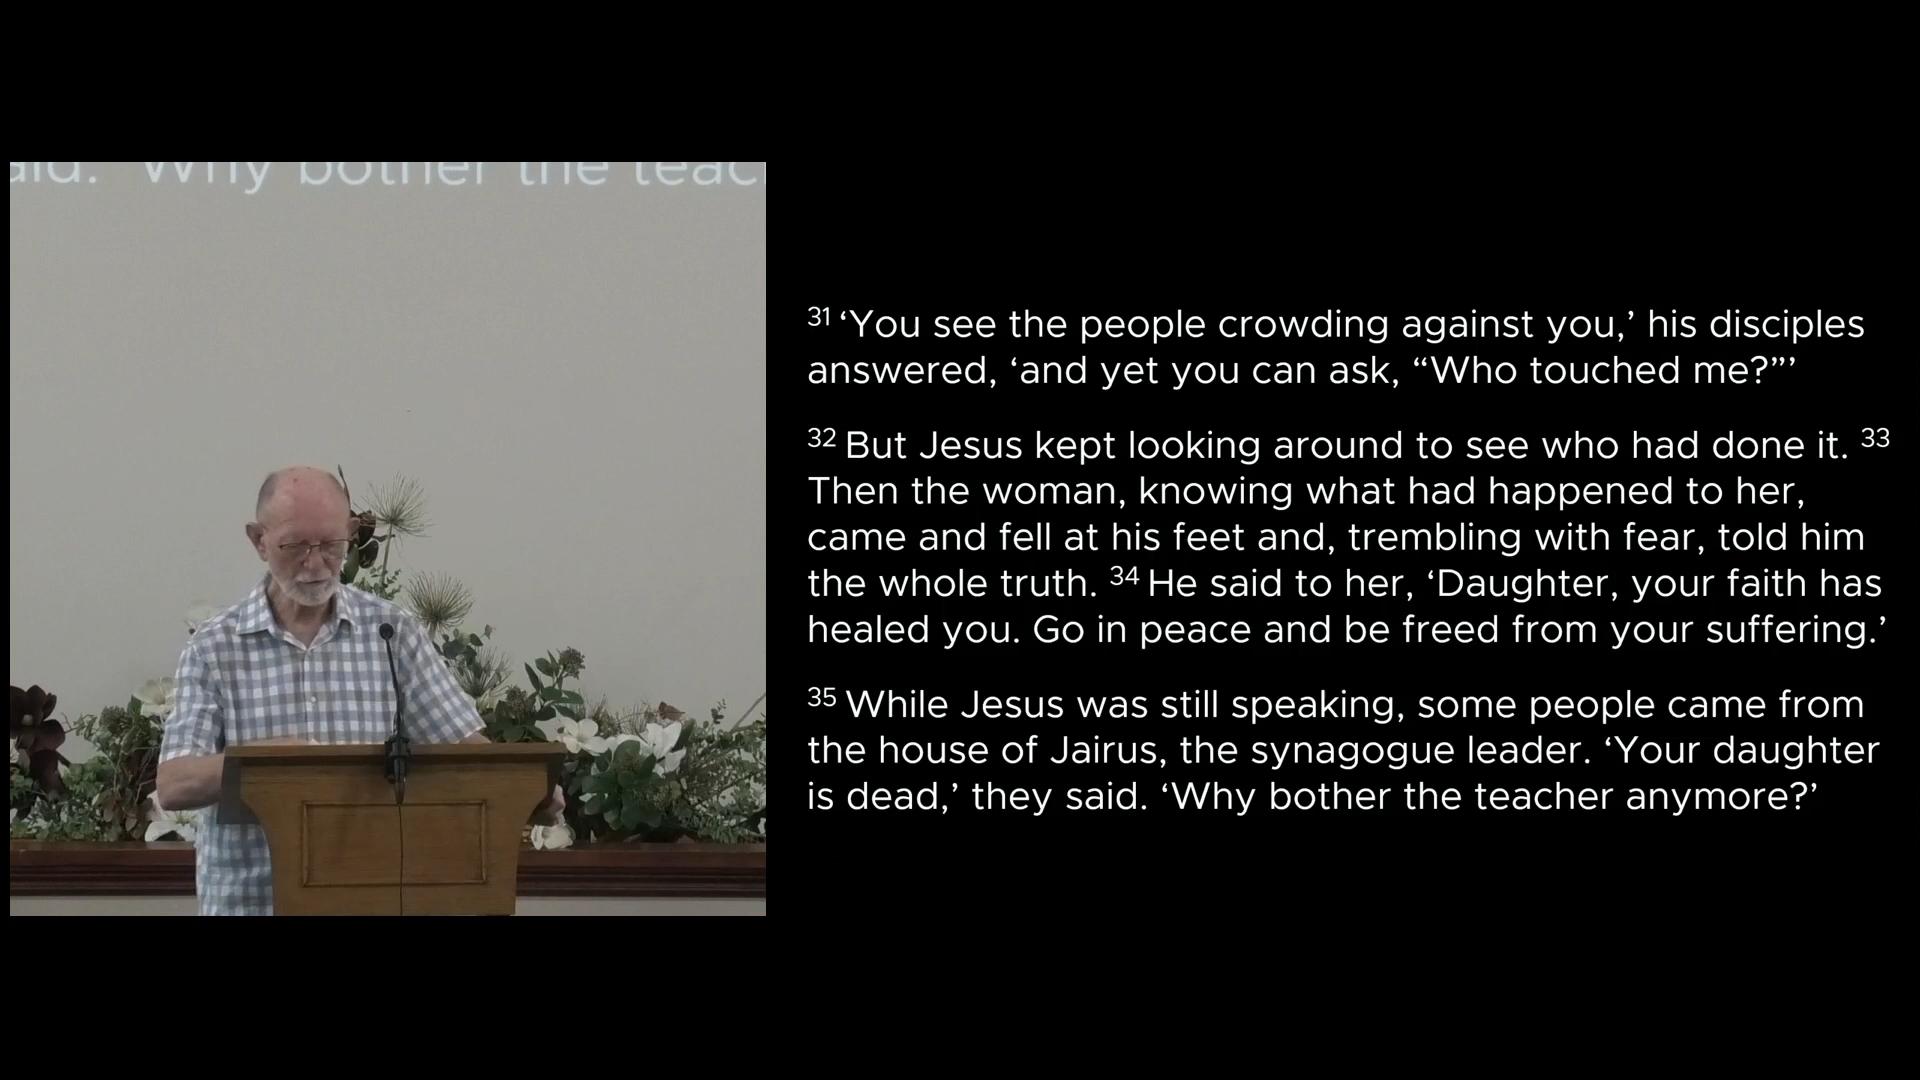 aid. 'Why bother the teac
³¹ ‘You see the people crowding against you,’ his disciples
answered, ‘and yet you can ask, “Who touched me?”’
³² But Jesus kept looking around to see who had done it. ³³
Then the woman, knowing what had happened to her,
came and fell at his feet and, trembling with fear, told him
the whole truth. ³⁴ He said to her, ‘Daughter, your faith has
healed you. Go in peace and be freed from your suffering.’
³⁵ While Jesus was still speaking, some people came from
the house of Jairus, the synagogue leader. ‘Your daughter
is dead,’ they said. ‘Why bother the teacher anymore?’